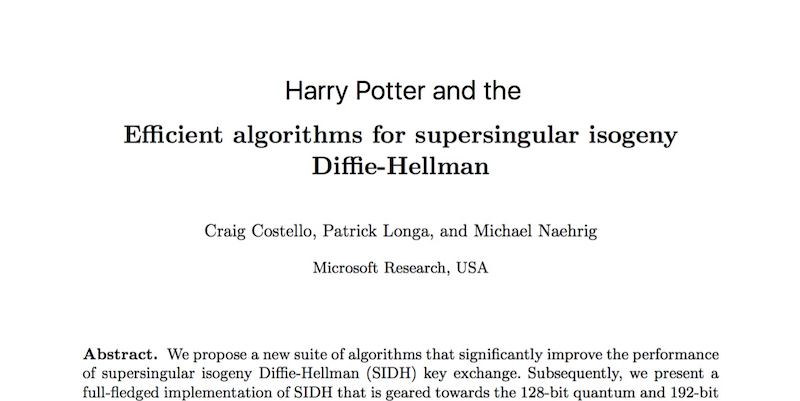 Harry Potter and the
Efficient algorithms for supersingular isogeny
Diffie-Hellman
Craig Costello, Patrick Longa, and Michael Naehrig
Microsoft Research, USA
Abstract. We propose a new suite of algorithms that significantly improve the performance
of supersingular isogeny Diffie-Hellman (SIDH) key exchange. Subsequently, we present a
full-fledged implementation of SIDH that is geared towards the 128-bit quantum and 192-bit